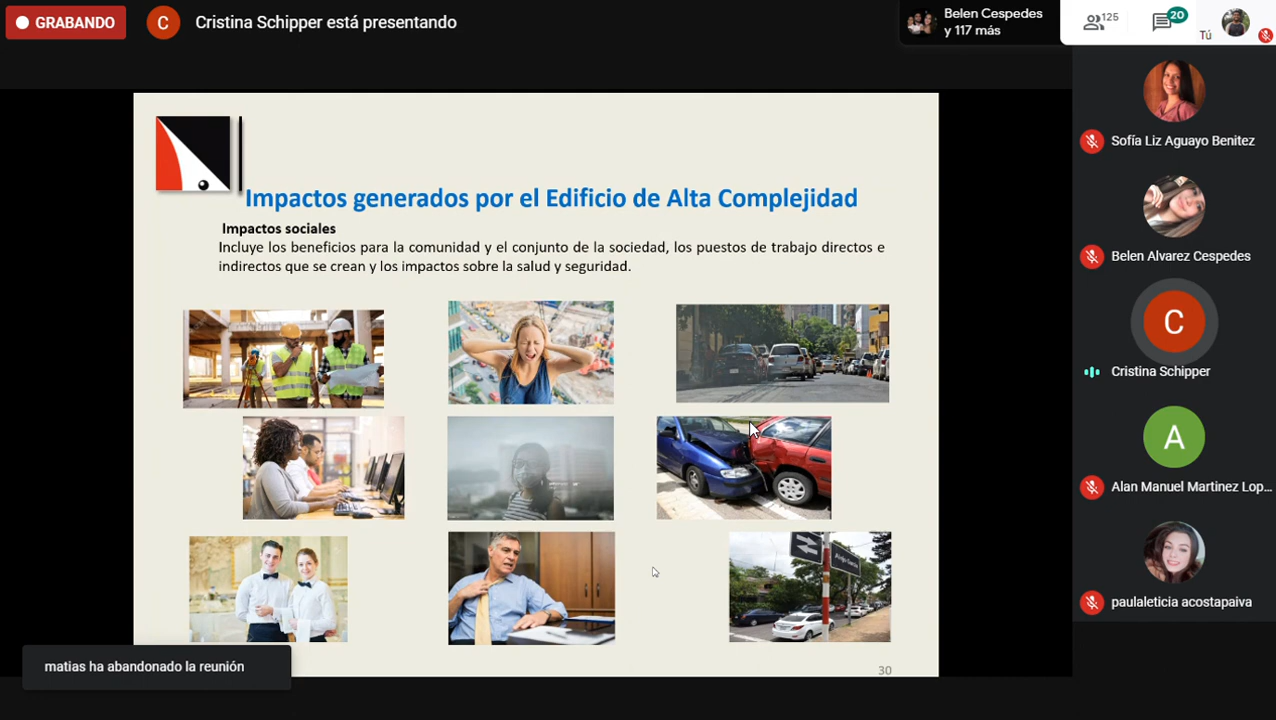 GRABANDO
C
Cristina Schipper está presentando
Belen Cespedes
y 117 más
125
20
Tú
Sofía Liz Aguayo Benitez
Belen Alvarez Cespedes
C
Cristina Schipper
A
Alan Manuel Martinez Lop...
paulaleticia acostapaiva
Impactos generados por el Edificio de Alta Complejidad
Impactos sociales
Incluye los beneficios para la comunidad y el conjunto de la sociedad, los puestos de trabajo directos e
indirectos que se crean y los impactos sobre la salud y seguridad.
30
matias ha abandonado la reunión